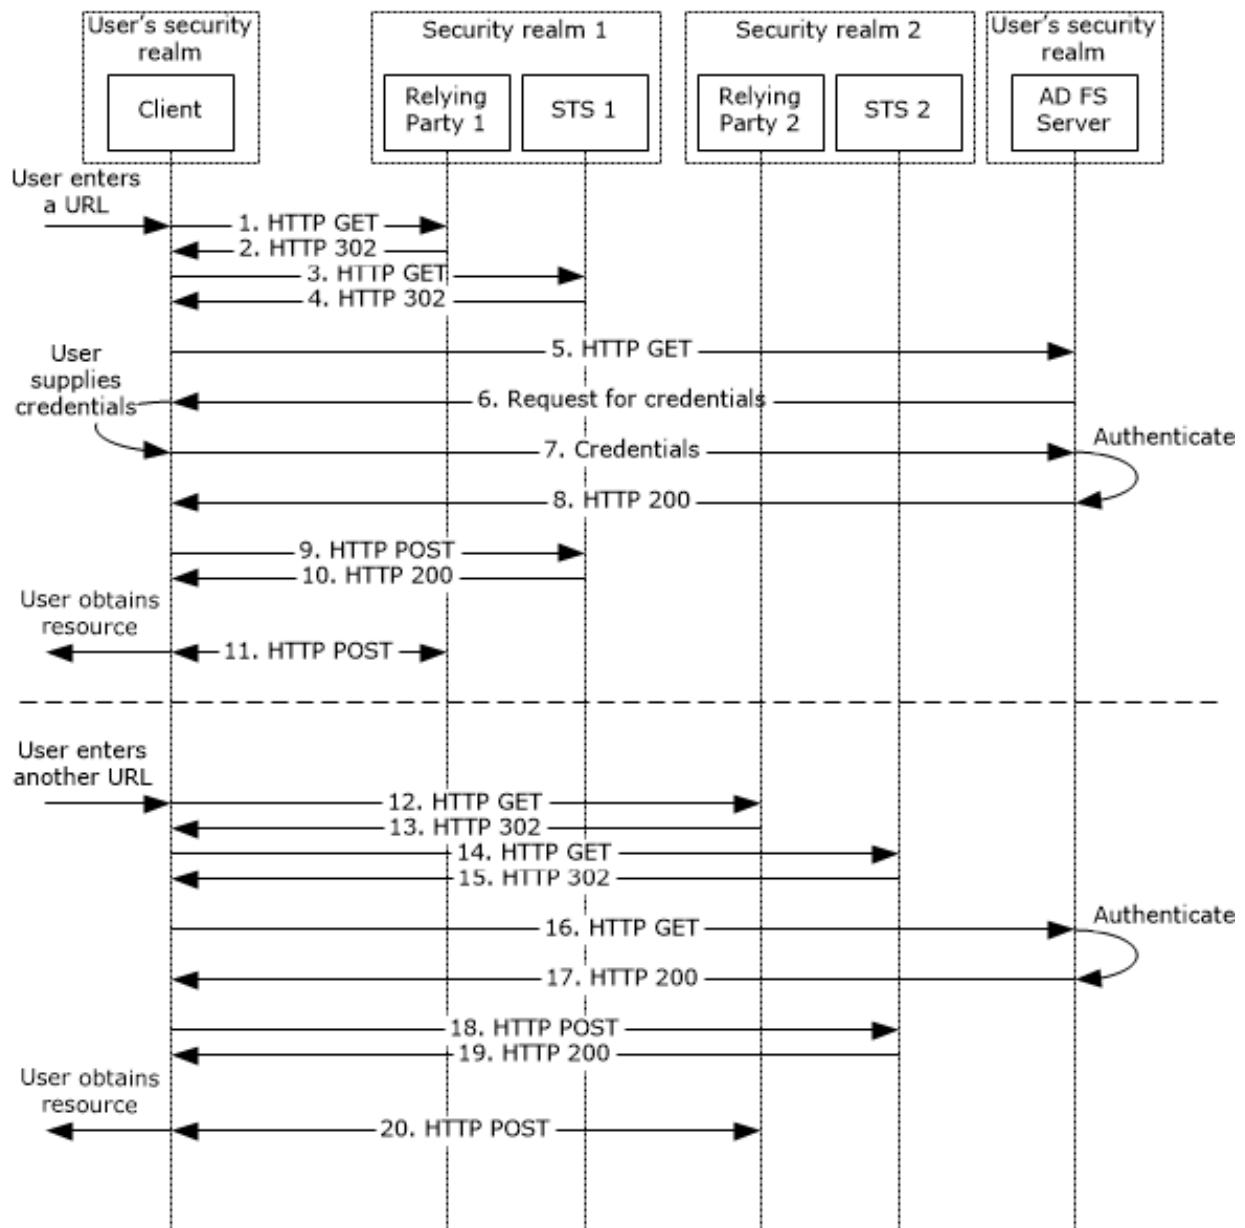 User's security
realm
Security realm 1
Security realm 2
User's security
realm
Client
Relying
Party 1
STS 1
Relying
Party 2
STS 2
AD FS
Server
User enters
a URL
1. HTTP GET
2. HTTP 302
3. HTTP GET
4. HTTP 302
5. HTTP GET
User
supplies
credentials
6. Request for credentials
7. Credentials
Authenticate
8. HTTP 200
9. HTTP POST
10. HTTP 200
User obtains
resource
11. HTTP POST
User enters
another URL
12. HTTP GET
13. HTTP 302
14. HTTP GET
15. HTTP 302
16. HTTP GET
Authenticate
17. HTTP 200
18. HTTP POST
19. HTTP 200
User obtains
resource
20. HTTP POST